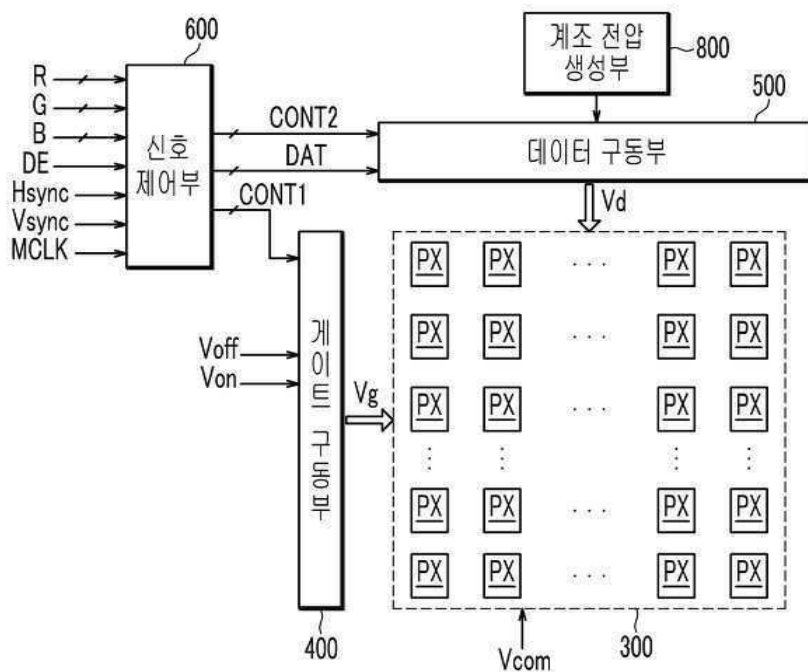 600
R
G
B
DE
Hsync
Vsync
MCLK
신호
제어부
CONT2
DAT
CONT1
계조 전압
생성부
800
500
데이터 구동부
Vd
Voff
Von
게이트 구동부
400
Vg
PX PX ... PX PX
PX PX ... PX PX
PX PX ... PX PX
PX PX ... PX PX
PX PX ... PX PX
Vcom
300